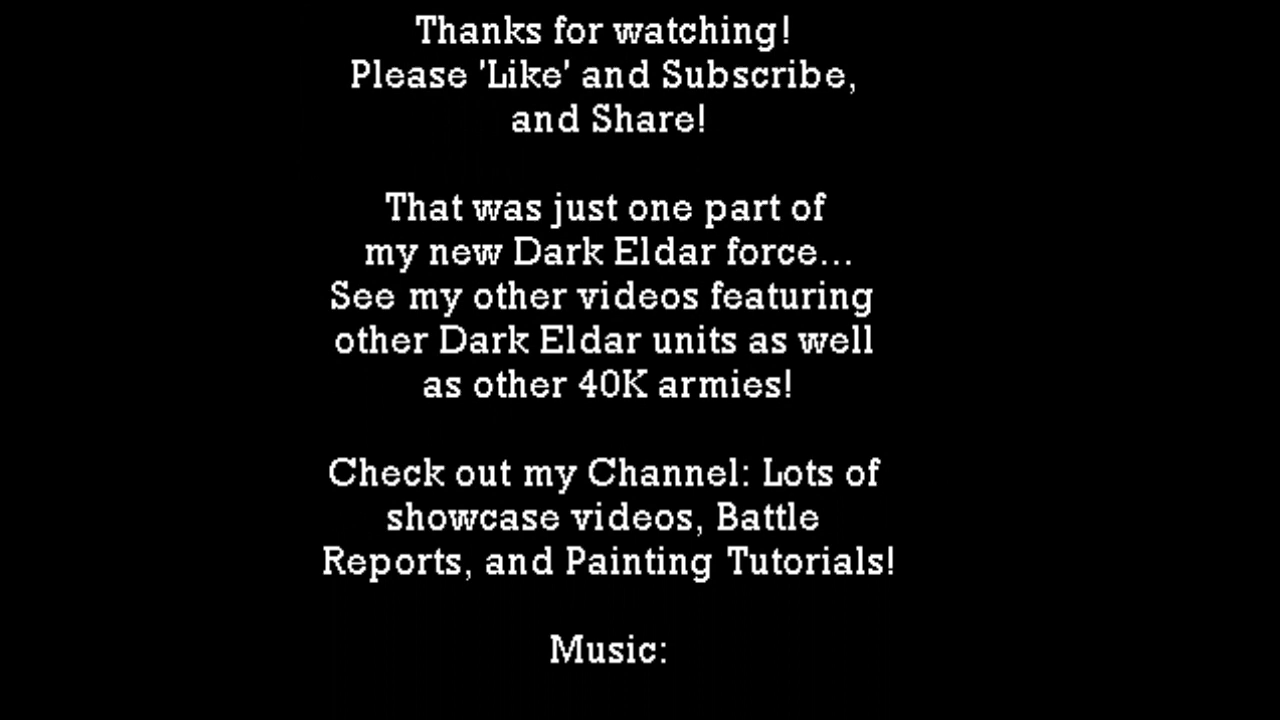 Thanks for watching!
Please 'Like' and Subscribe,
and Share!
That was just one part of
my new Dark Eldar force...
See my other videos featuring
other Dark Eldar units as well
as other 40K armies!
Check out my Channel: Lots of
showcase videos, Battle
Reports, and Painting Tutorials!
Music: